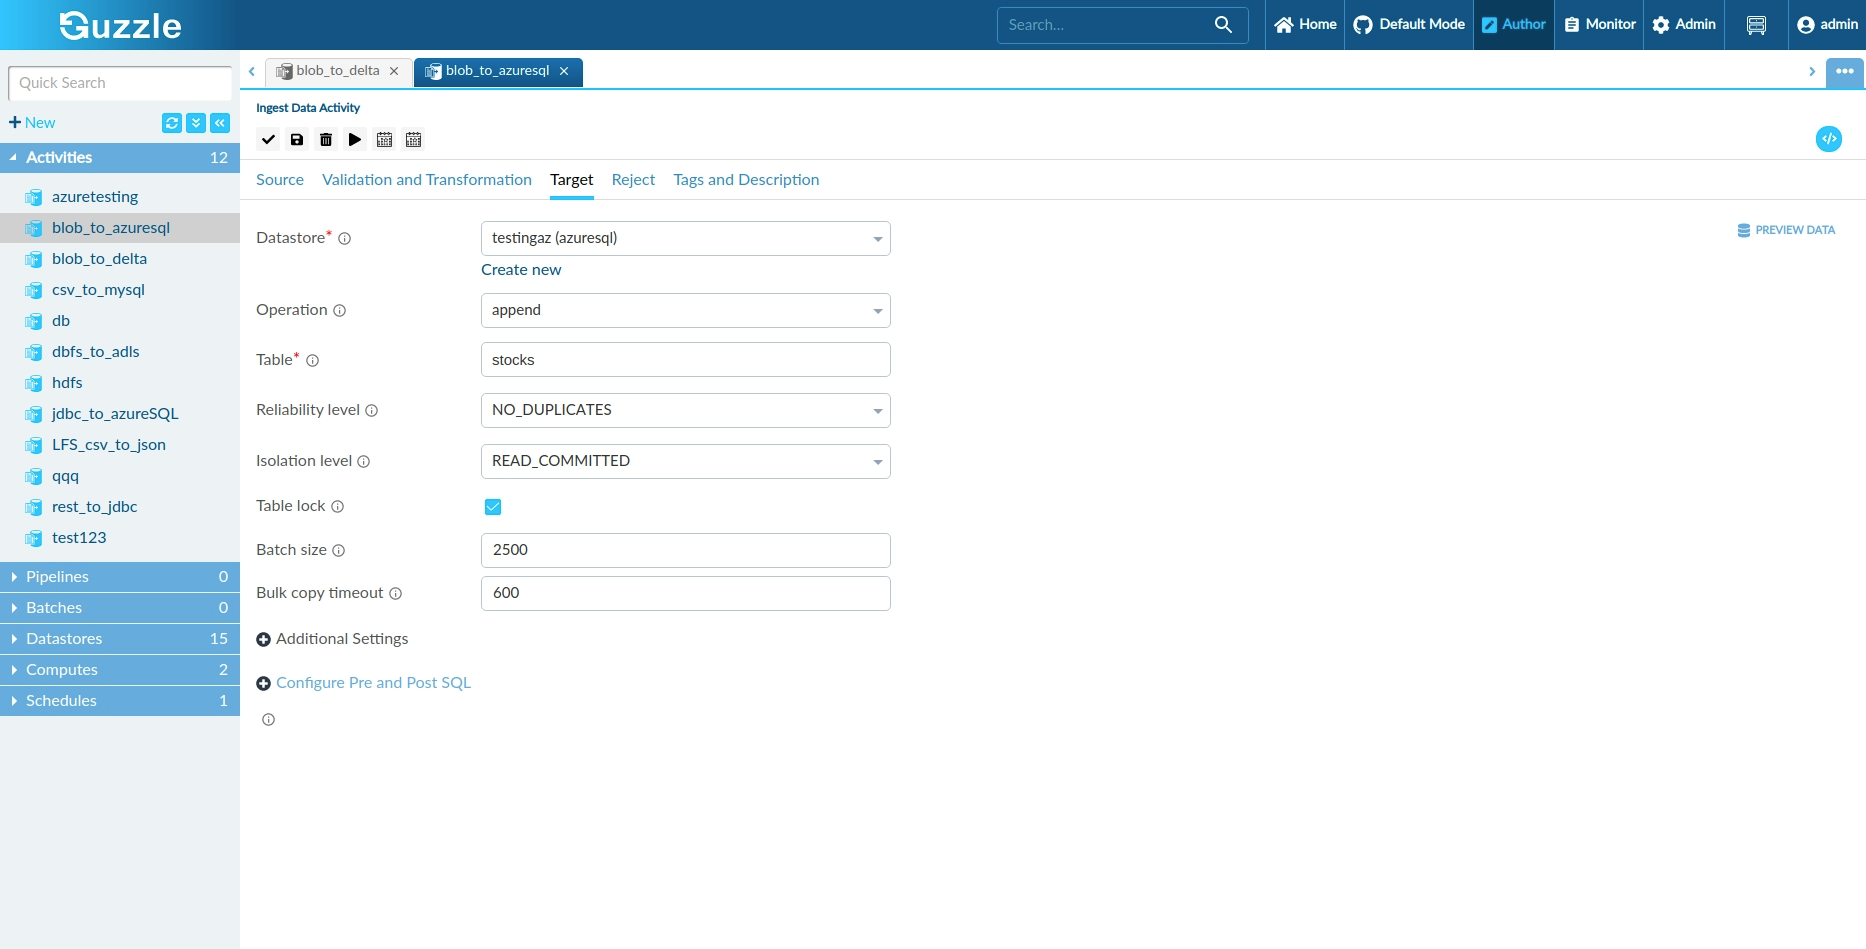 Guzzle
Search...
Home
Default Mode
Author
Monitor
Admin
admin
Quick Search
New
Activities 12
azuretesting
blob_to_azuresql
blob_to_delta
csv_to_mysql
db
dbfs_to_adls
hdfs
jdbc_to_azureSQL
LFS_csv_to_json
qqq
rest_to_jdbc
test123
Pipelines 0
Batches 0
Datastores 15
Computes 2
Schedules 1
blob_to_delta
blob_to_azuresql
Ingest Data Activity
Source
Validation and Transformation
Target
Reject
Tags and Description
PREVIEW DATA
Datastore* testingaz (azuresql)
Create new
Operation append
Table* stocks
Reliability level NO_DUPLICATES
Isolation level READ_COMMITTED
Table lock
Batch size 2500
Bulk copy timeout 600
Additional Settings
Configure Pre and Post SQL